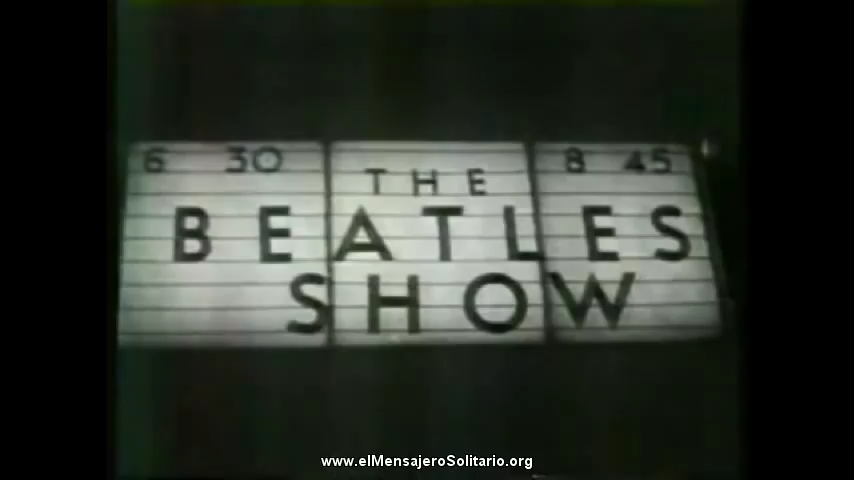 6 30 8 45
THE
BEATLES
SHOW
www.elMensajeroSolitario.org